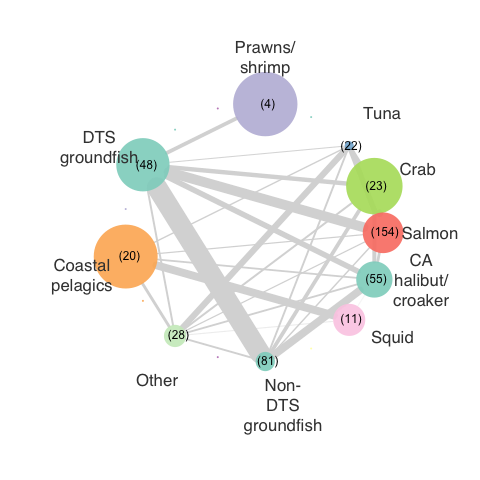 Prawns/
shrimp
(4)
Tuna
(22)
DTS
groundfish
(48)
Crab
(23)
Salmon
(154)
CA
halibut/
croaker
(55)
Coastal
pelagics
(20)
Squid
(11)
(28)
Other
(81)
Non-
DTS
groundfish